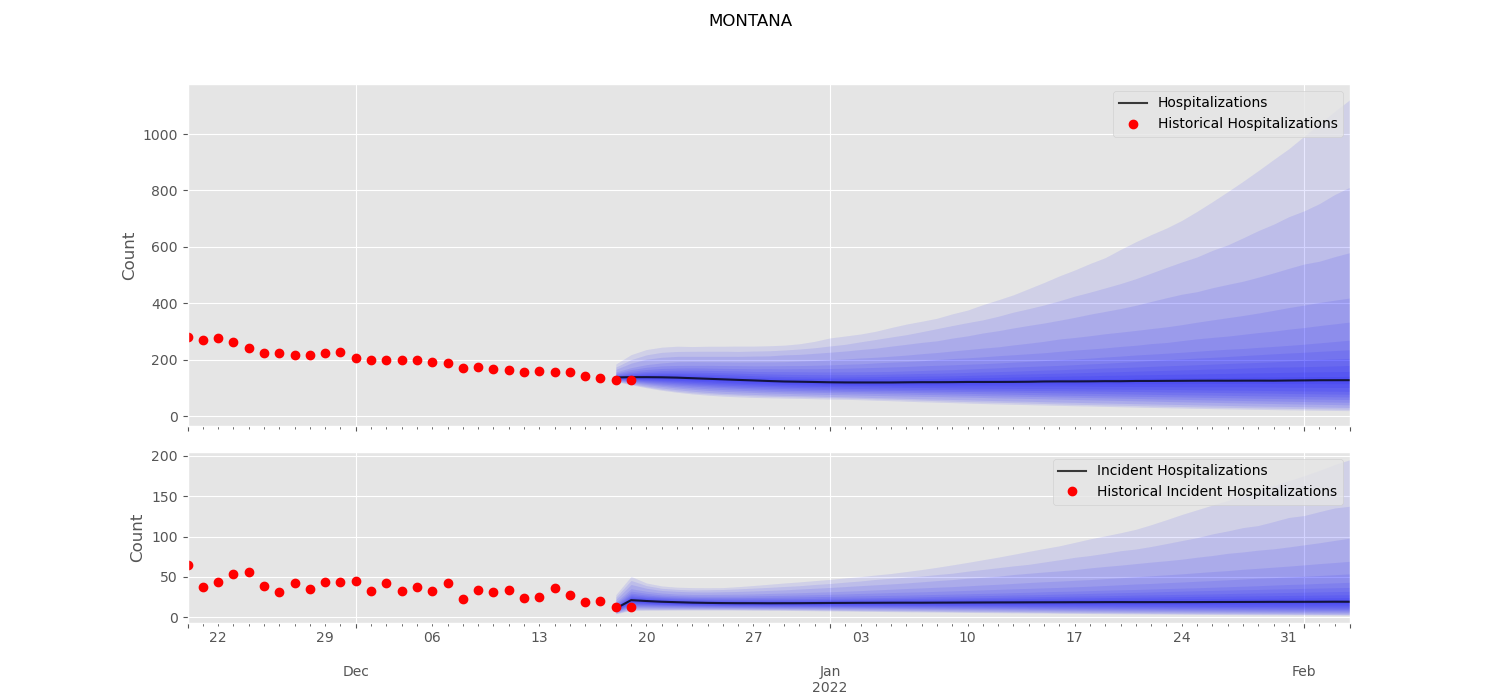 MONTANA
Hospitalizations
Historical Hospitalizations
1000
800
600
400
200
0
Count
Incident Hospitalizations
Historical Incident Hospitalizations
200
150
100
50
0
Count
22 29 06 13 20 27 03 10 17 24 31
Dec Jan Feb
2022